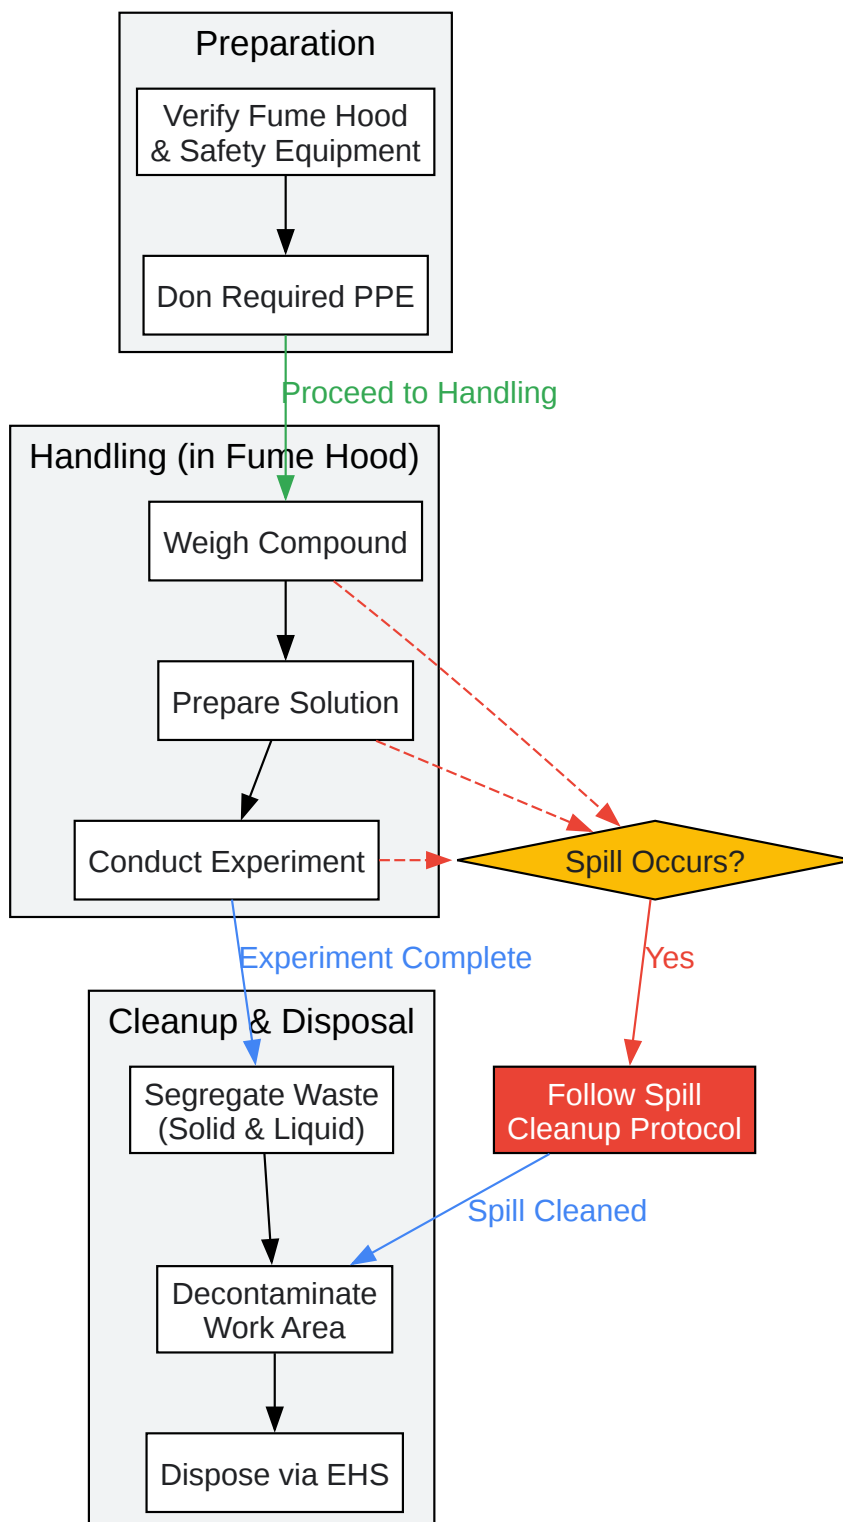 Preparation
Verify Fume Hood
& Safety Equipment
Don Required PPE
Proceed to Handling
Handling (in Fume Hood)
Weigh Compound
Prepare Solution
Conduct Experiment
Spill Occurs?
Experiment Complete
Yes
Cleanup & Disposal
Segregate Waste
(Solid & Liquid)
Follow Spill
Cleanup Protocol
Spill Cleaned
Decontaminate
Work Area
Dispose via EHS